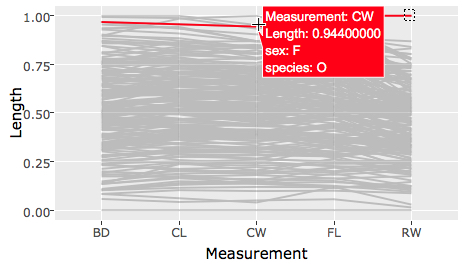 1.00
0.75
0.50
0.25
0.00
Length
Measurement: CW
Length: 0.94400000
sex: F
species: O
BD CL CW FL RW
Measurement